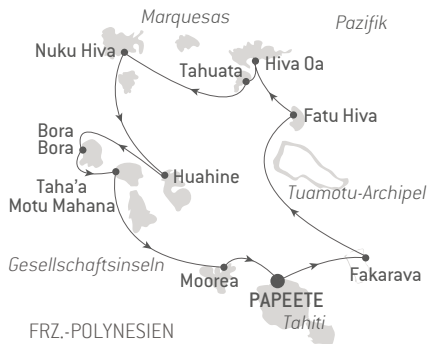 Marquesas
Pazifik
Nuku Hiva
Hiva Oa
Tahuata
Fatu Hiva
Bora
Bora
Huahine
Taha'a
Motu Mahana
Tuamotu-Archipel
Gesellschaftsinseln
Moorea
Fakarava
PAPEETE
Tahiti
FRZ.-POLYNESIEN